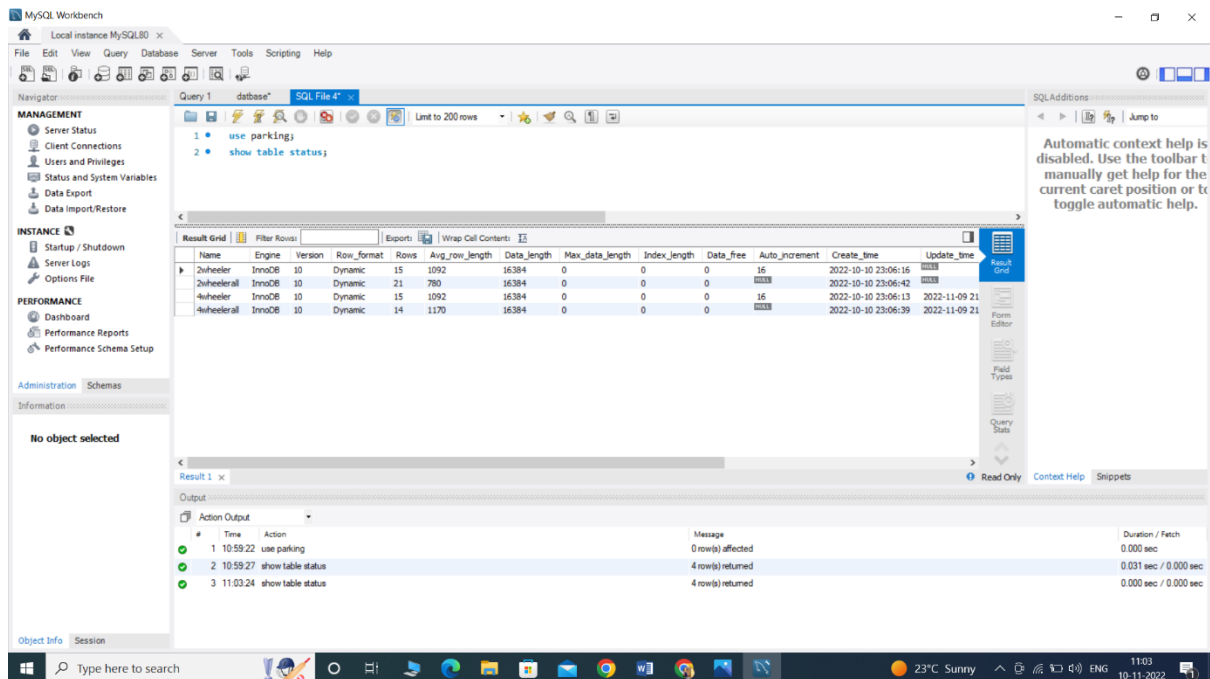 MySQL Workbench
Local instance MySQL80
File Edit View Query Database Server Tools Scripting Help
Navigator
MANAGEMENT
Server Status
Client Connections
Users and Privileges
Status and System Variables
Data Export
Data Import/Restore
INSTANCE
Startup / Shutdown
Server Logs
Options File
PERFORMANCE
Dashboard
Performance Reports
Performance Schema Setup
Administration Schemas
Information
No object selected
Object Info Session
Query 1 datbase* SQL File 4*
Limit to 200 rows
1 use parking;
2 show table status;
Result Grid Filter Rows: Export: Wrap Cell Content:
Name Engine Version Row_format Rows Avg_row_length Data_length Max_data_length Index_length Data_free Auto_increment Create_time Update_time
2wheeler InnoDB 10 Dynamic 15 1092 16384 0 0 0 16 2022-10-10 23:06:16 NULL
2wheelerall InnoDB 10 Dynamic 21 780 16384 0 0 0 NULL 2022-10-10 23:06:42 NULL
4wheeler InnoDB 10 Dynamic 15 1092 16384 0 0 0 16 2022-10-10 23:06:13 2022-11-09 21
4wheelerall InnoDB 10 Dynamic 14 1170 16384 0 0 0 NULL 2022-10-10 23:06:39 2022-11-09 21
Result
Grid
Form
Editor
Field
Types
Query
Stats
Result 1
Read Only
Output
Action Output
# Time Action Message Duration / Fetch
1 10:59:22 use parking 0 row(s) affected 0.000 sec
2 10:59:27 show table status 4 row(s) returned 0.031 sec / 0.000 sec
3 11:03:24 show table status 4 row(s) returned 0.000 sec / 0.000 sec
SQLAdditions
Jump to
Automatic context help is
disabled. Use the toolbar t
manually get help for the
current caret position or to
toggle automatic help.
Context Help Snippets
Type here to search
23°C Sunny
ENG
11:03
10-11-2022
1